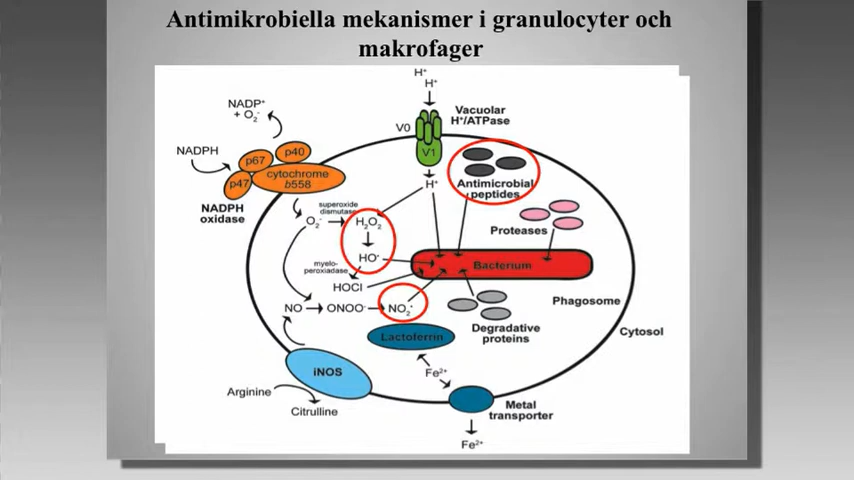 Antimikrobiella mekanismer i granulocyter och
makrofager
H⁺
H⁺
NADP⁺
+ O₂⁻
Vacuolar
H⁺/ATPase
V0
V1
NADPH
p67
p40
p47
cytochrome
b558
NADPH
oxidase
H⁺
Antimicrobial
peptides
superoxide
dismutase
O₂⁻
H₂O₂
Proteases
HO·
myelo-
peroxiadase
Bacterium
HOCl
NO
ONOO⁻
NO₂·
Phagosome
Cytosol
Degradative
proteins
Lactoferrin
iNOS
Fe²⁺
Arginine
Citrulline
Metal
transporter
Fe²⁺